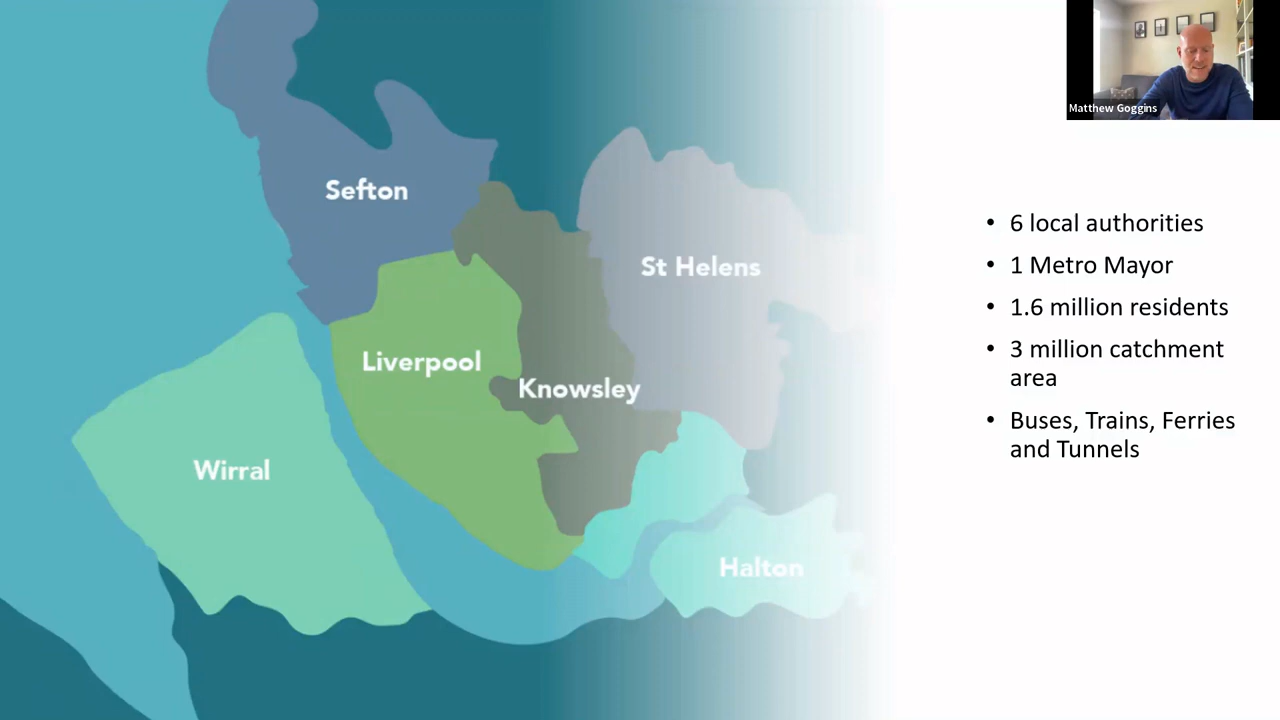 Matthew Goggins
Sefton
St Helens
Liverpool
Knowsley
Wirral
Halton
• 6 local authorities
• 1 Metro Mayor
• 1.6 million residents
• 3 million catchment
area
• Buses, Trains, Ferries
and Tunnels